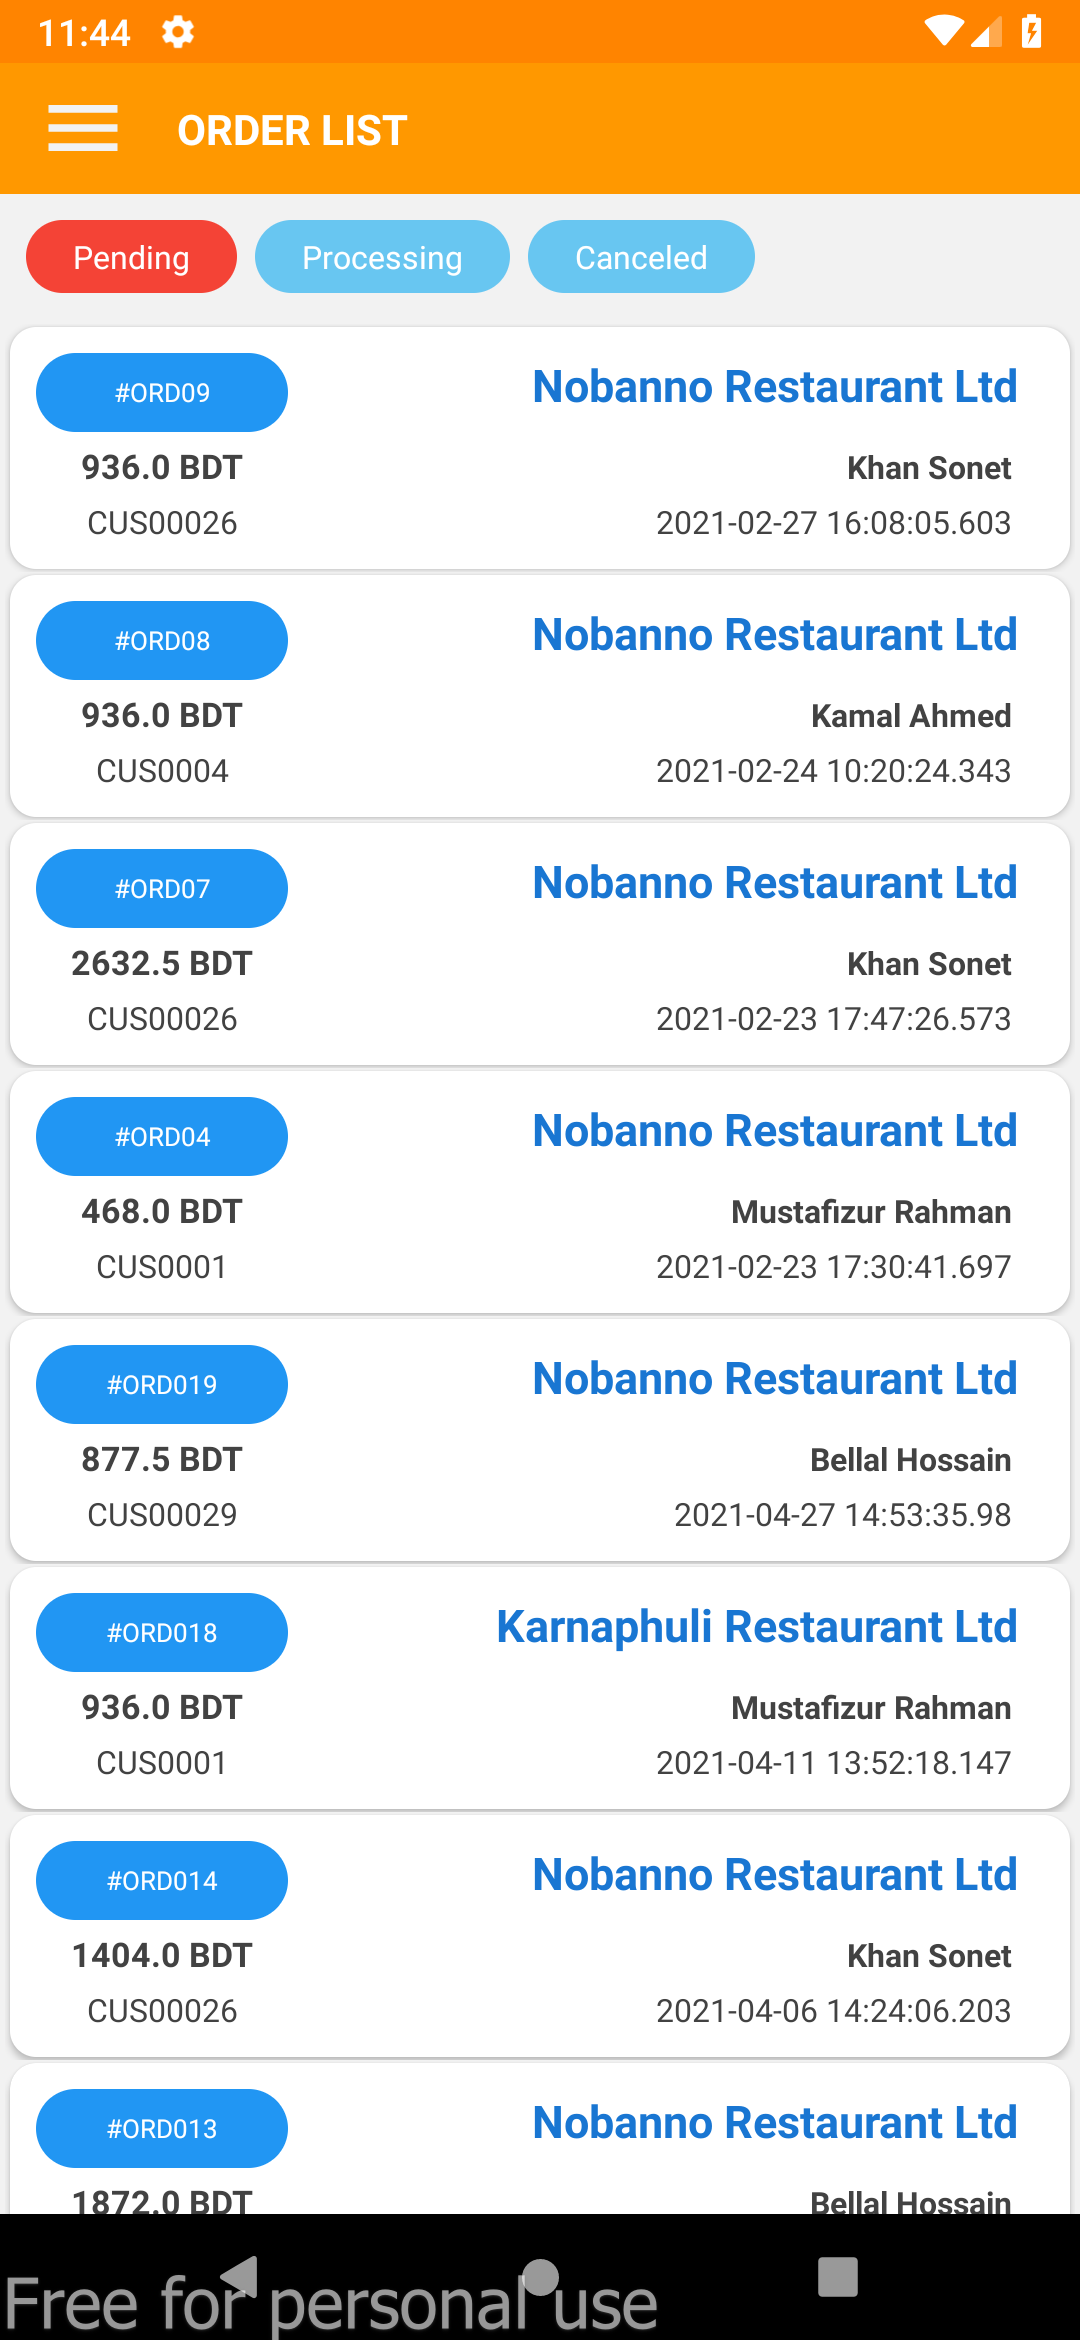 11:44
ORDER LIST
Pending Processing Canceled
#ORD09 Nobanno Restaurant Ltd
936.0 BDT Khan Sonet
CUS00026 2021-02-27 16:08:05.603
#ORD08 Nobanno Restaurant Ltd
936.0 BDT Kamal Ahmed
CUS0004 2021-02-24 10:20:24.343
#ORD07 Nobanno Restaurant Ltd
2632.5 BDT Khan Sonet
CUS00026 2021-02-23 17:47:26.573
#ORD04 Nobanno Restaurant Ltd
468.0 BDT Mustafizur Rahman
CUS0001 2021-02-23 17:30:41.697
#ORD019 Nobanno Restaurant Ltd
877.5 BDT Bellal Hossain
CUS00029 2021-04-27 14:53:35.98
#ORD018 Karnaphuli Restaurant Ltd
936.0 BDT Mustafizur Rahman
CUS0001 2021-04-11 13:52:18.147
#ORD014 Nobanno Restaurant Ltd
1404.0 BDT Khan Sonet
CUS00026 2021-04-06 14:24:06.203
#ORD013 Nobanno Restaurant Ltd
1872.0 BDT Bellal Hossain
Free for personal use